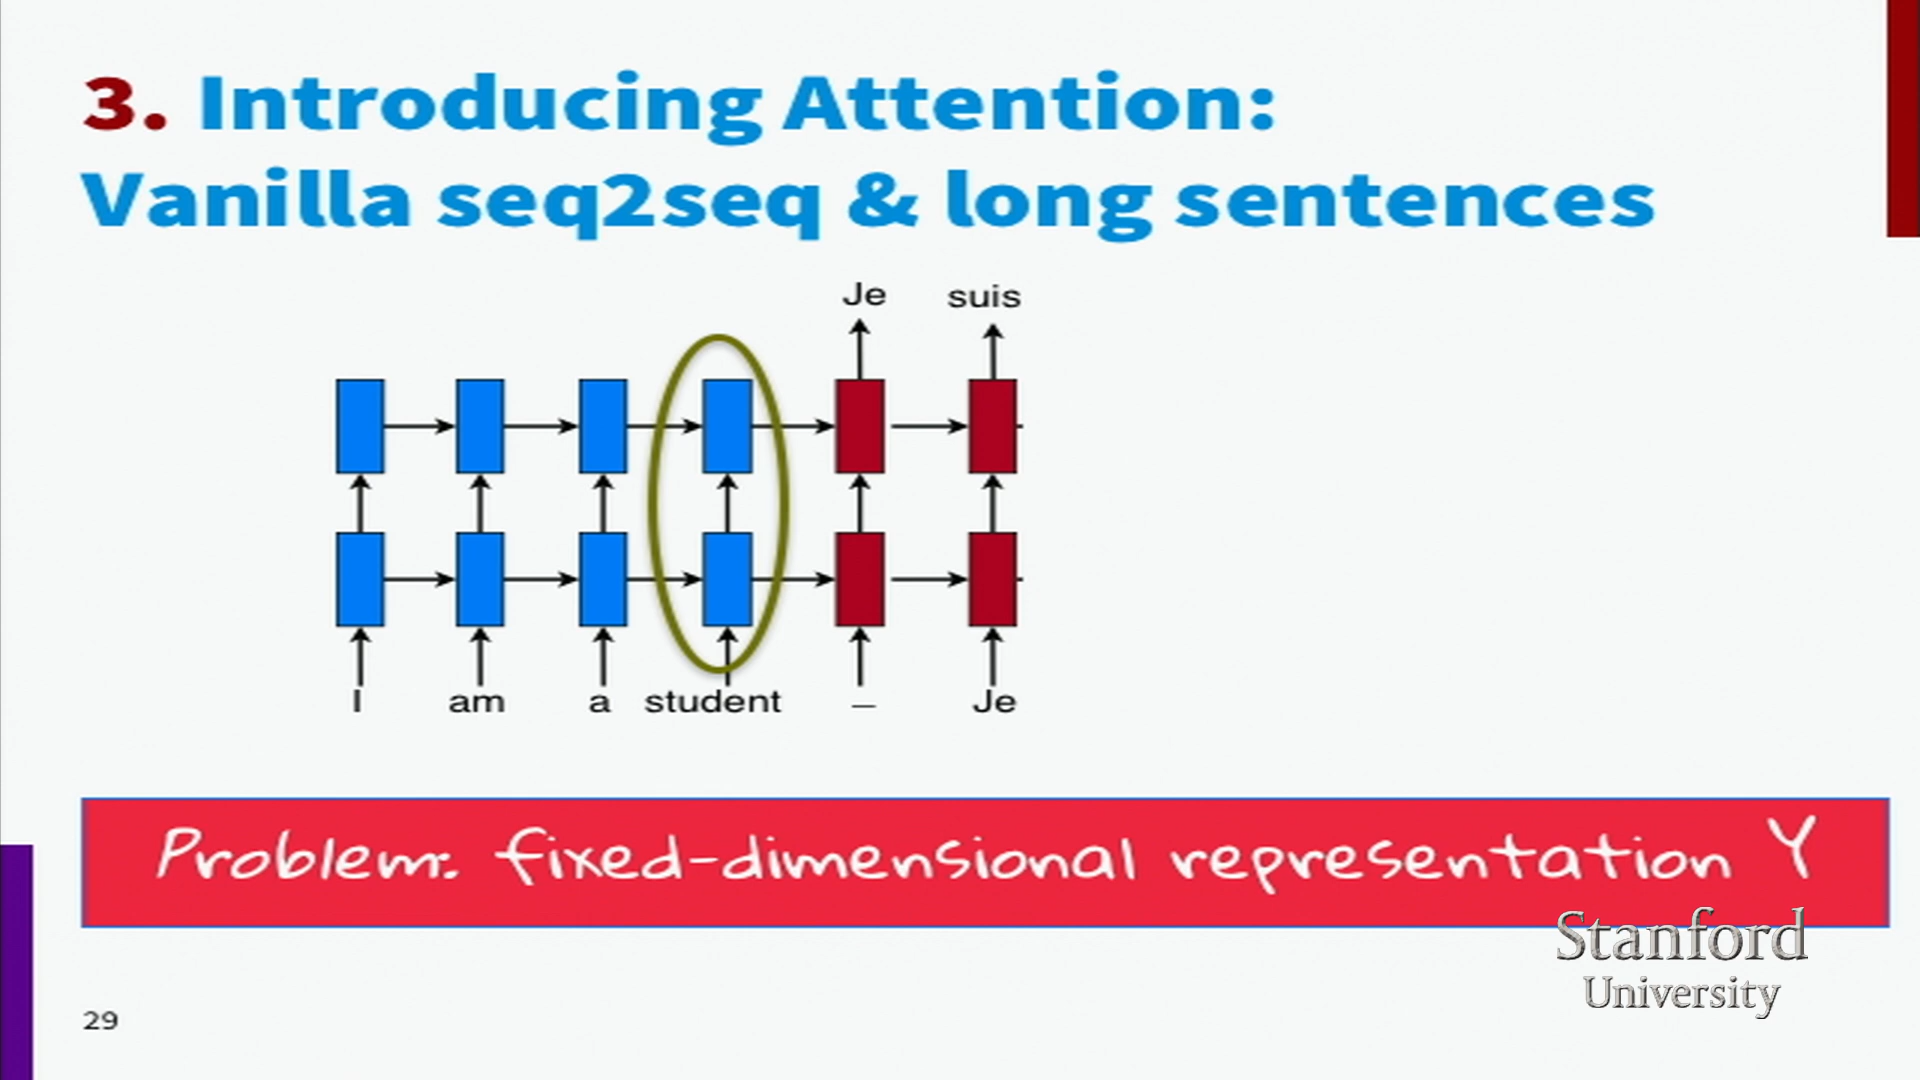 3. Introducing Attention:
Vanilla seq2seq & long sentences
Je suis
I am a student _ Je
Problem: fixed-dimensional representation Y
Stanford
University
29